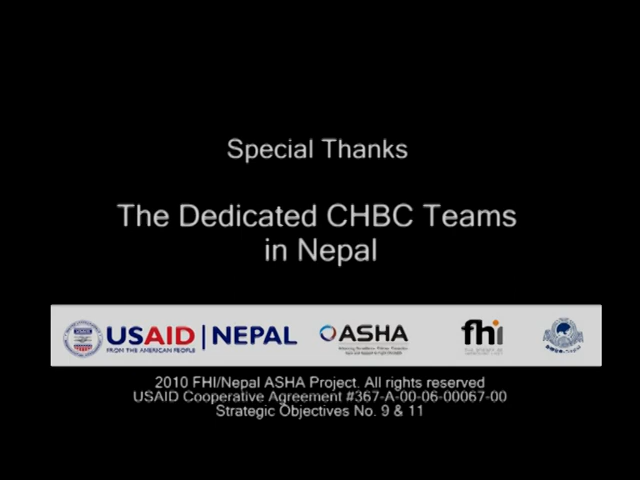 Special Thanks
The Dedicated CHBC Teams
in Nepal
USAID | NEPAL
FROM THE AMERICAN PEOPLE
ASHA
fhi
2010 FHI/Nepal ASHA Project. All rights reserved
USAID Cooperative Agreement #367-A-00-06-00067-00
Strategic Objectives No. 9 & 11